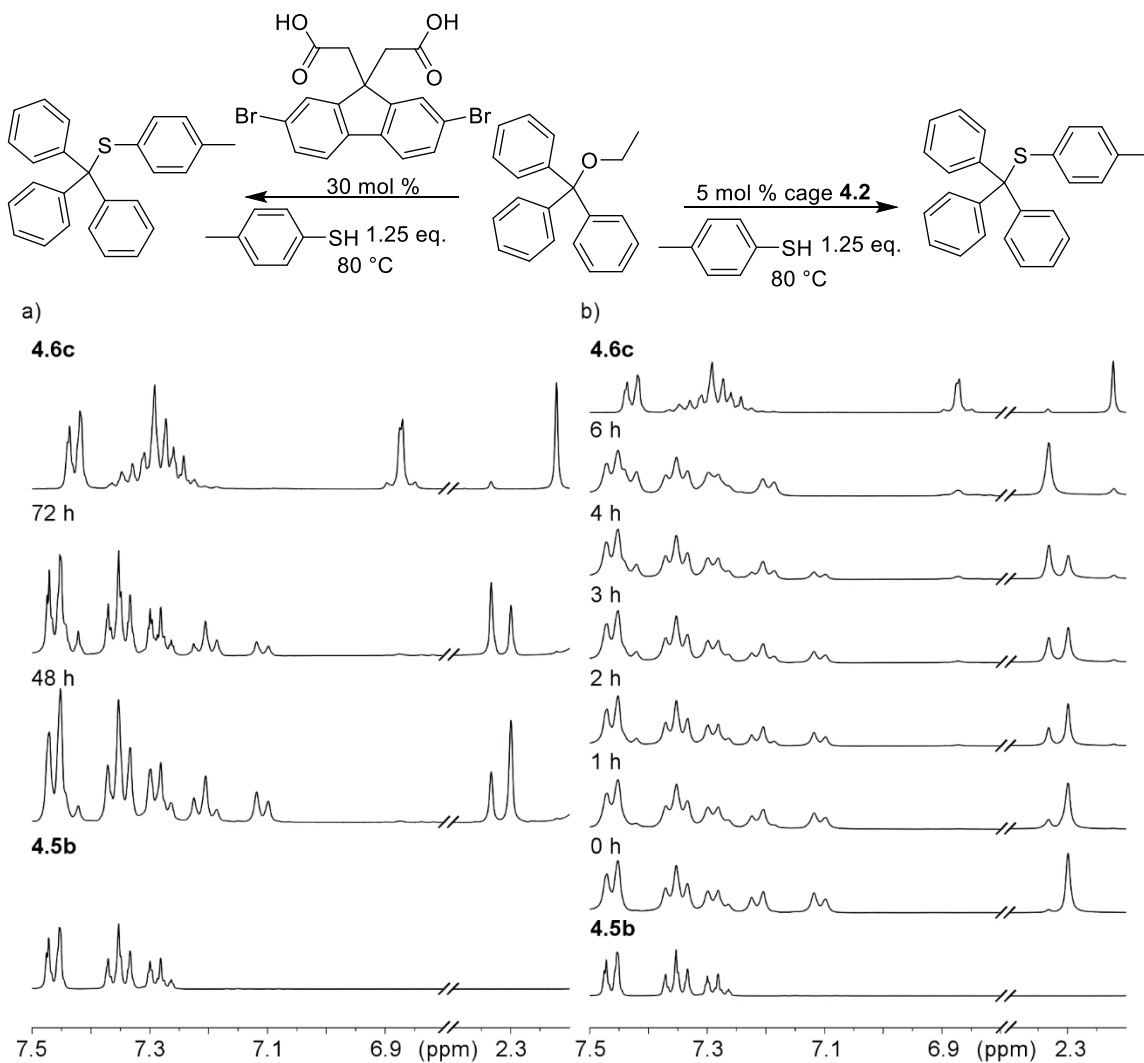 HO OH
O O
Br Br
S O S
30 mol % 5 mol % cage 4.2
SH 1.25 eq. SH 1.25 eq.
80 °C 80 °C
a) b)
4.6c 4.6c
6 h
72 h
4 h
3 h
48 h
2 h
1 h
4.5b
0 h
4.5b
7.5 7.3 7.1 6.9 (ppm) 2.3 7.5 7.3 7.1 6.9 (ppm) 2.3